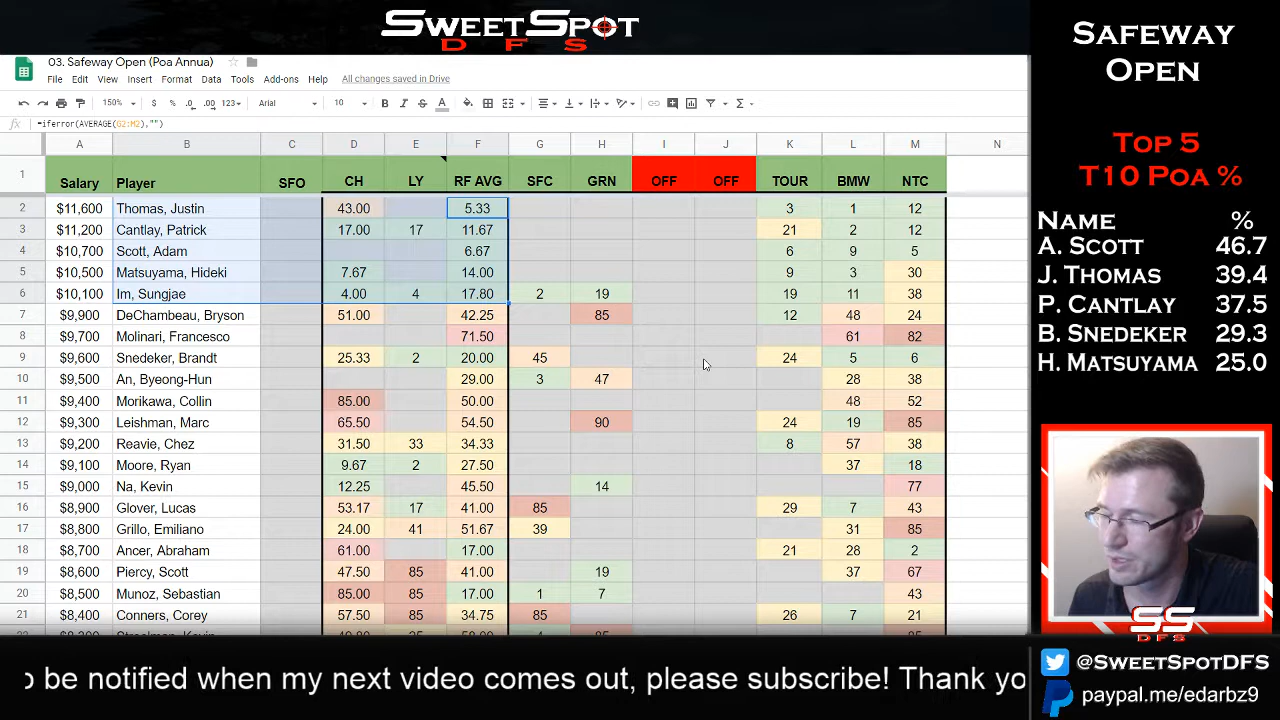 SWEETSPOT
DFS
03. Safeway Open (Poa Annua)
File Edit View Insert Format Data Tools Add-ons Help All changes saved in Drive
150% $ % .0 .00 123 Arial 10 B I S A
fx =iferror(AVERAGE(G2:M2),"")
A B C D E F G H I J K L M N
1 Salary Player SFO CH LY RF AVG SFC GRN OFF OFF TOUR BMW NTC
2 $11,600 Thomas, Justin 43.00 5.33 3 1 12
3 $11,200 Cantlay, Patrick 17.00 17 11.67 21 2 12
4 $10,700 Scott, Adam 6.67 6 9 5
5 $10,500 Matsuyama, Hideki 7.67 14.00 9 3 30
6 $10,100 Im, Sungjae 4.00 4 17.80 2 19 19 11 38
7 $9,900 DeChambeau, Bryson 51.00 42.25 85 12 48 24
8 $9,700 Molinari, Francesco 71.50 61 82
9 $9,600 Snedeker, Brandt 25.33 2 20.00 45 24 5 6
10 $9,500 An, Byeong-Hun 29.00 3 47 28 38
11 $9,400 Morikawa, Collin 85.00 50.00 48 52
12 $9,300 Leishman, Marc 65.50 54.50 90 24 19 85
13 $9,200 Reavie, Chez 31.50 33 34.33 8 57 38
14 $9,100 Moore, Ryan 9.67 2 27.50 37 18
15 $9,000 Na, Kevin 12.25 45.50 14 77
16 $8,900 Glover, Lucas 53.17 17 41.00 85 29 7 43
17 $8,800 Grillo, Emiliano 24.00 41 51.67 39 31 85
18 $8,700 Ancer, Abraham 61.00 17.00 21 28 2
19 $8,600 Piercy, Scott 47.50 85 41.00 19 37 67
20 $8,500 Munoz, Sebastian 85.00 85 17.00 1 7 43
21 $8,400 Conners, Corey 57.50 85 34.75 85 26 7 21
SAFEWAY
OPEN
TOP 5
T10 POA %
NAME %
A. SCOTT 46.7
J. THOMAS 39.4
P. CANTLAY 37.5
B. SNEDEKER 29.3
H. MATSUYAMA 25.0
SS
DFS
@SWEETSPOTDFS
paypal.me/edarbz9
o be notified when my next video comes out, please subscribe! Thank yo